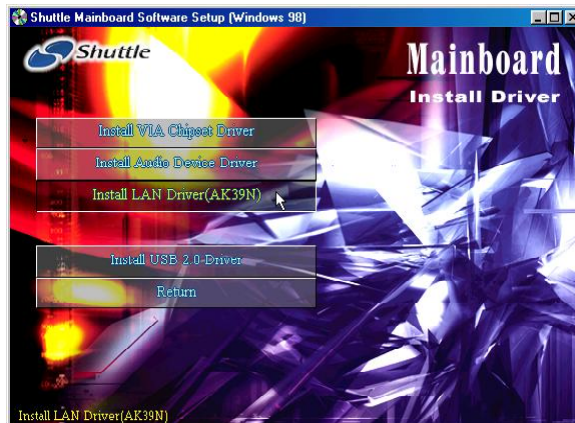 Shuttle Mainboard Software Setup (Windows 98)
Shuttle
Mainboard
Install Driver
Install VIA Chipset Driver
Install Audio Device Driver
Install LAN Driver(AK39N)
Install USB 2.0 Driver
Return
Install LAN Driver(AK39N)